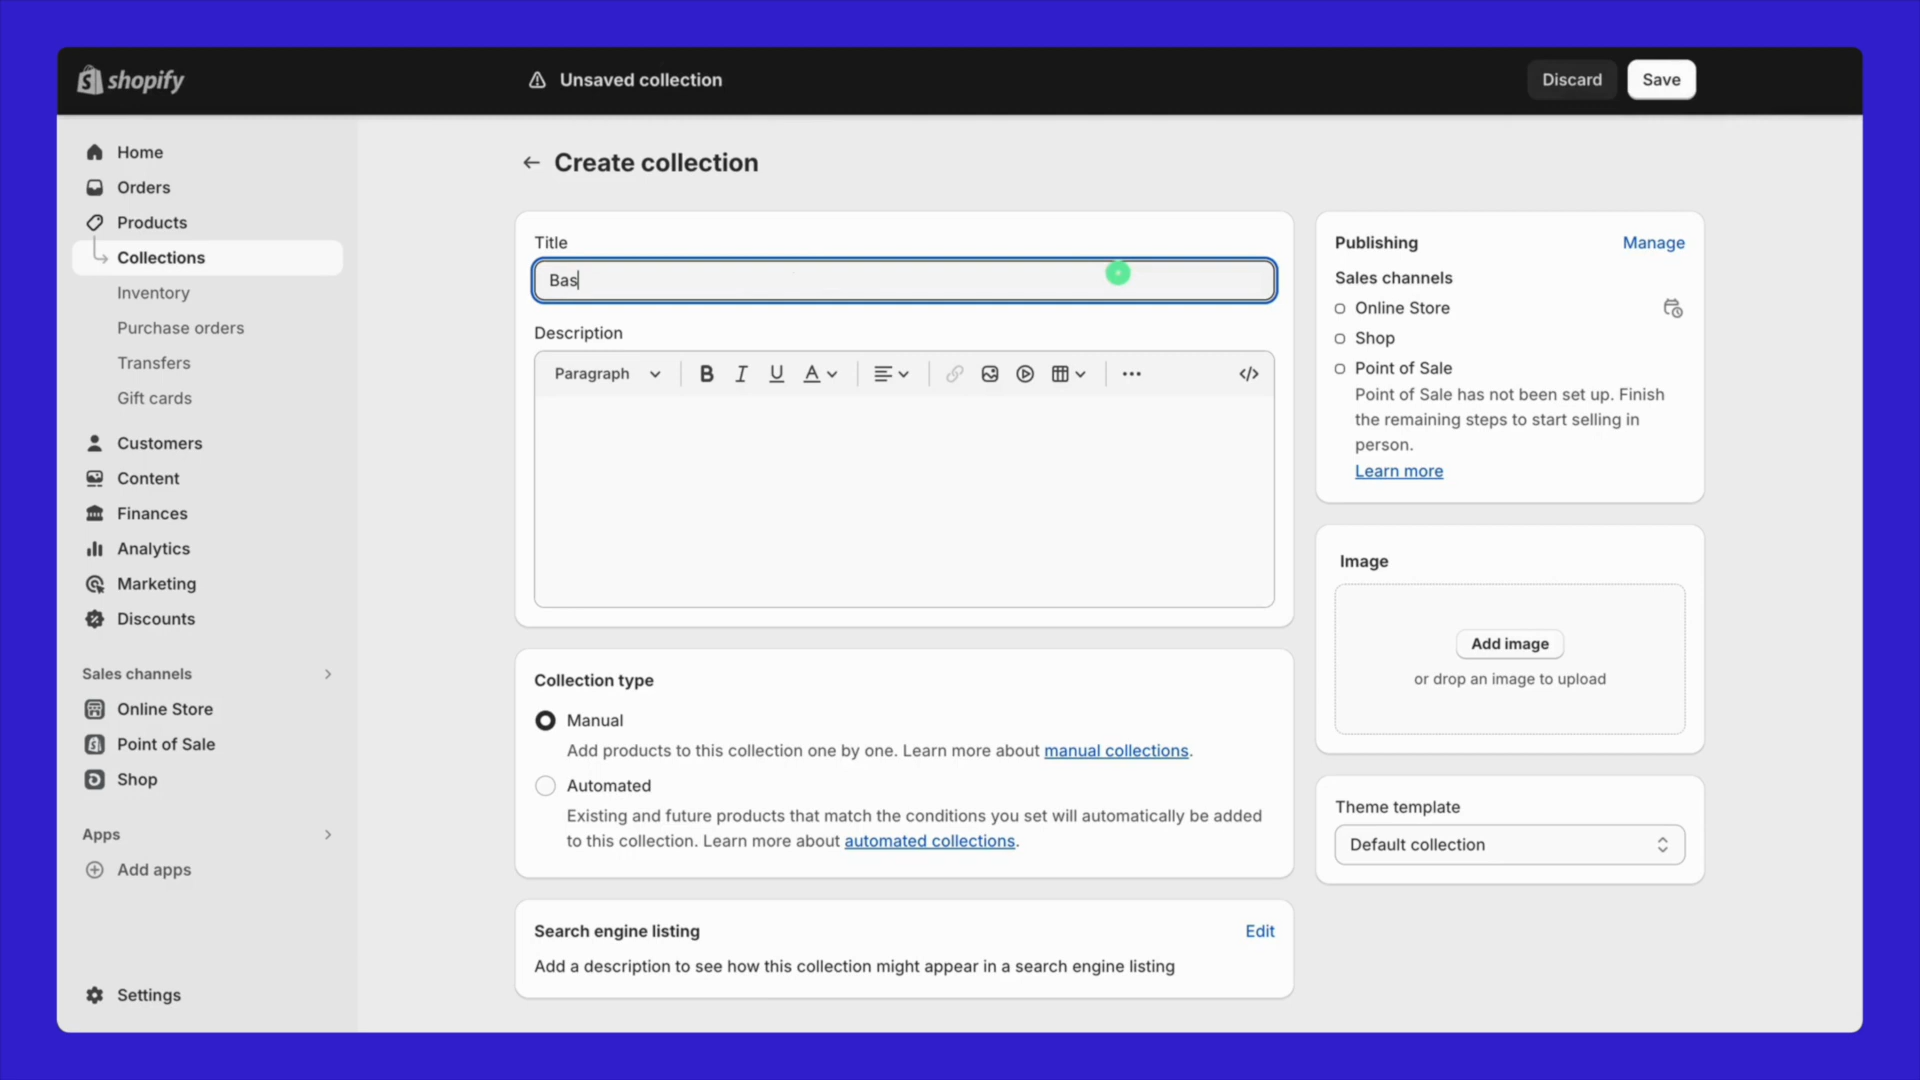 shopify
Unsaved collection
Discard
Save
Home
Orders
Products
Collections
Inventory
Purchase orders
Transfers
Gift cards
Customers
Content
Finances
Analytics
Marketing
Discounts
Sales channels
Online Store
Point of Sale
Shop
Apps
Add apps
Settings
Create collection
Title
Bas
Description
Paragraph
B I U A
Collection type
Manual
Add products to this collection one by one. Learn more about manual collections.
Automated
Existing and future products that match the conditions you set will automatically be added
to this collection. Learn more about automated collections.
Search engine listing
Edit
Add a description to see how this collection might appear in a search engine listing
Publishing
Manage
Sales channels
Online Store
Shop
Point of Sale
Point of Sale has not been set up. Finish
the remaining steps to start selling in
person.
Learn more
Image
Add image
or drop an image to upload
Theme template
Default collection